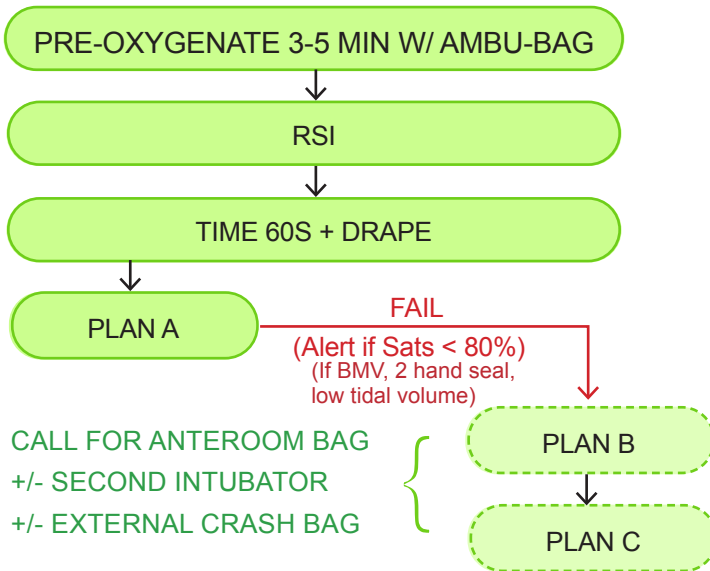 PRE-OXYGENATE 3-5 MIN W/ AMBU-BAG
RSI
TIME 60S + DRAPE
PLAN A
FAIL
(Alert if Sats < 80%)
(If BMV, 2 hand seal,
low tidal volume)
CALL FOR ANTEROOM BAG
+/- SECOND INTUBATOR
+/- EXTERNAL CRASH BAG
PLAN B
PLAN C